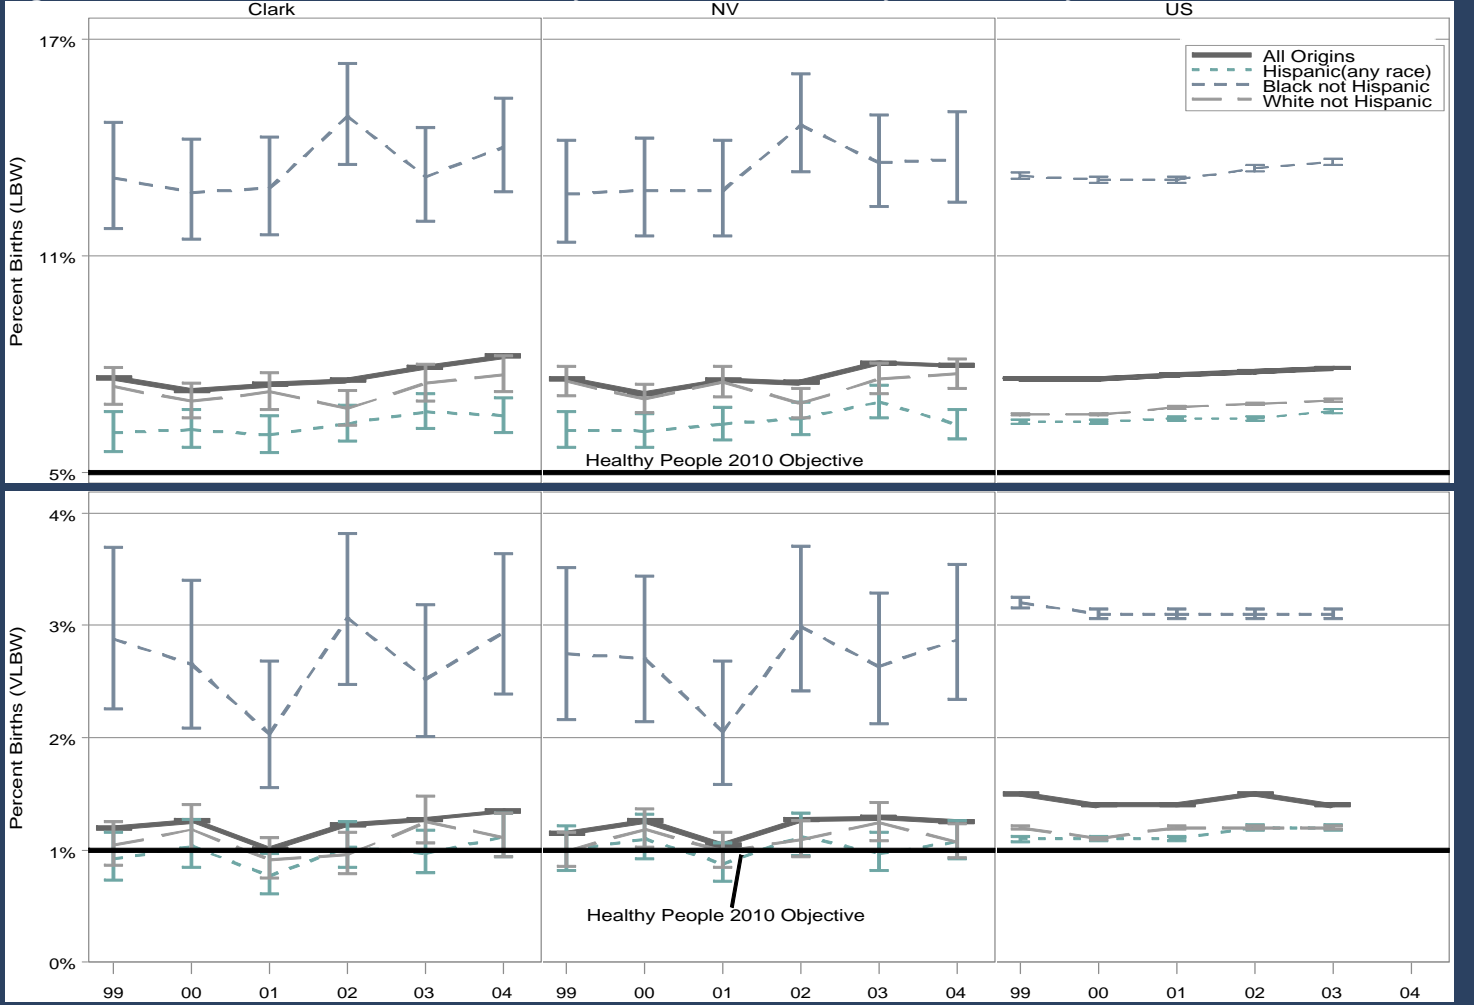 Clark NV US
17%
All Origins
Hispanic(any race)
Black not Hispanic
White not Hispanic
Percent Births (LBW)
11%
Healthy People 2010 Objective
5%
4%
3%
Percent Births (VLBW)
2%
1%
Healthy People 2010 Objective
0%
99 00 01 02 03 04 99 00 01 02 03 04 99 00 01 02 03 04